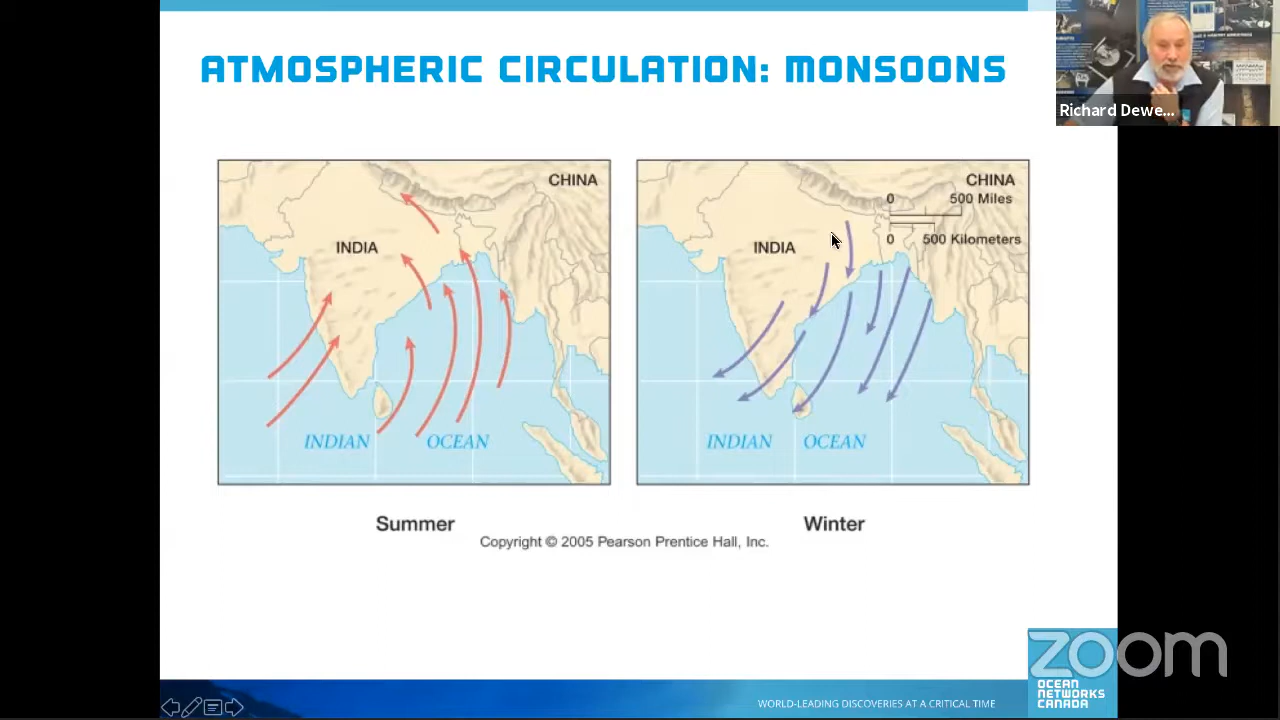 ATMOSPHERIC CIRCULATION: MONSOONS
Richard Dewe...
CHINA
INDIA
INDIAN OCEAN
CHINA
0 500 Miles
0 500 Kilometers
INDIA
INDIAN OCEAN
Summer
Winter
Copyright © 2005 Pearson Prentice Hall, Inc.
zoom
OCEAN
NETWORKS
CANADA
WORLD-LEADING DISCOVERIES AT A CRITICAL TIME